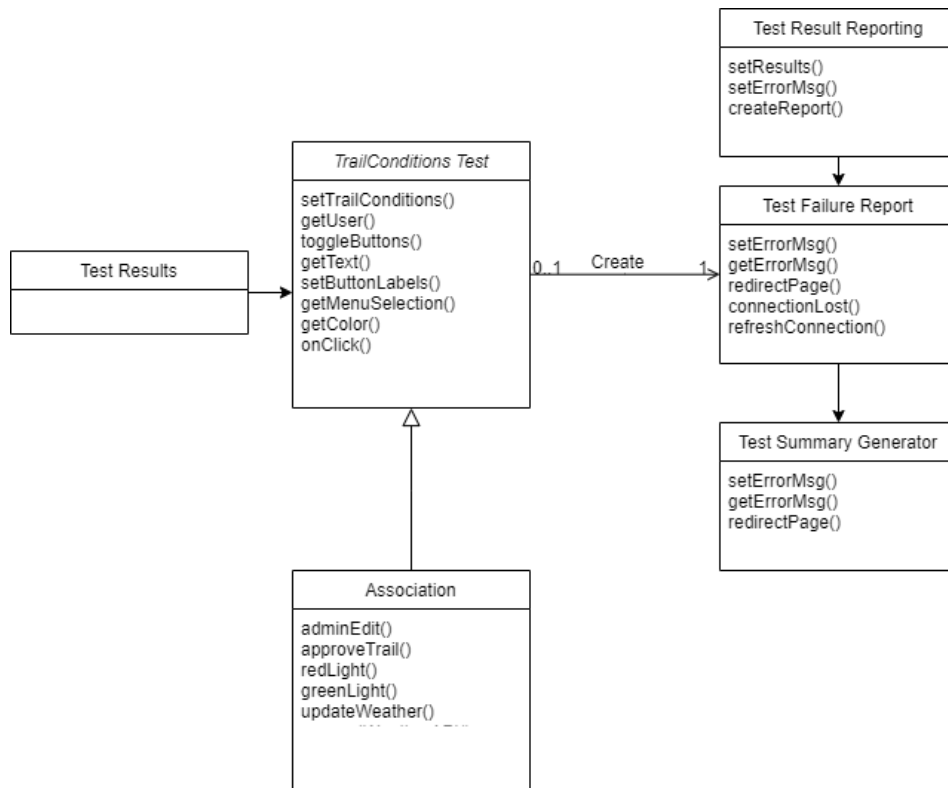 Test Result Reporting
setResults()
setErrorMsg()
createReport()
TrailConditions Test
setTrailConditions()
getUser()
toggleButtons()
getText()
setButtonLabels()
getMenuSelection()
getColor()
onClick()
Test Results
0..1
Create
1
Test Failure Report
setErrorMsg()
getErrorMsg()
redirectPage()
connectionLost()
refreshConnection()
Test Summary Generator
setErrorMsg()
getErrorMsg()
redirectPage()
Association
adminEdit()
approveTrail()
redLight()
greenLight()
updateWeather()